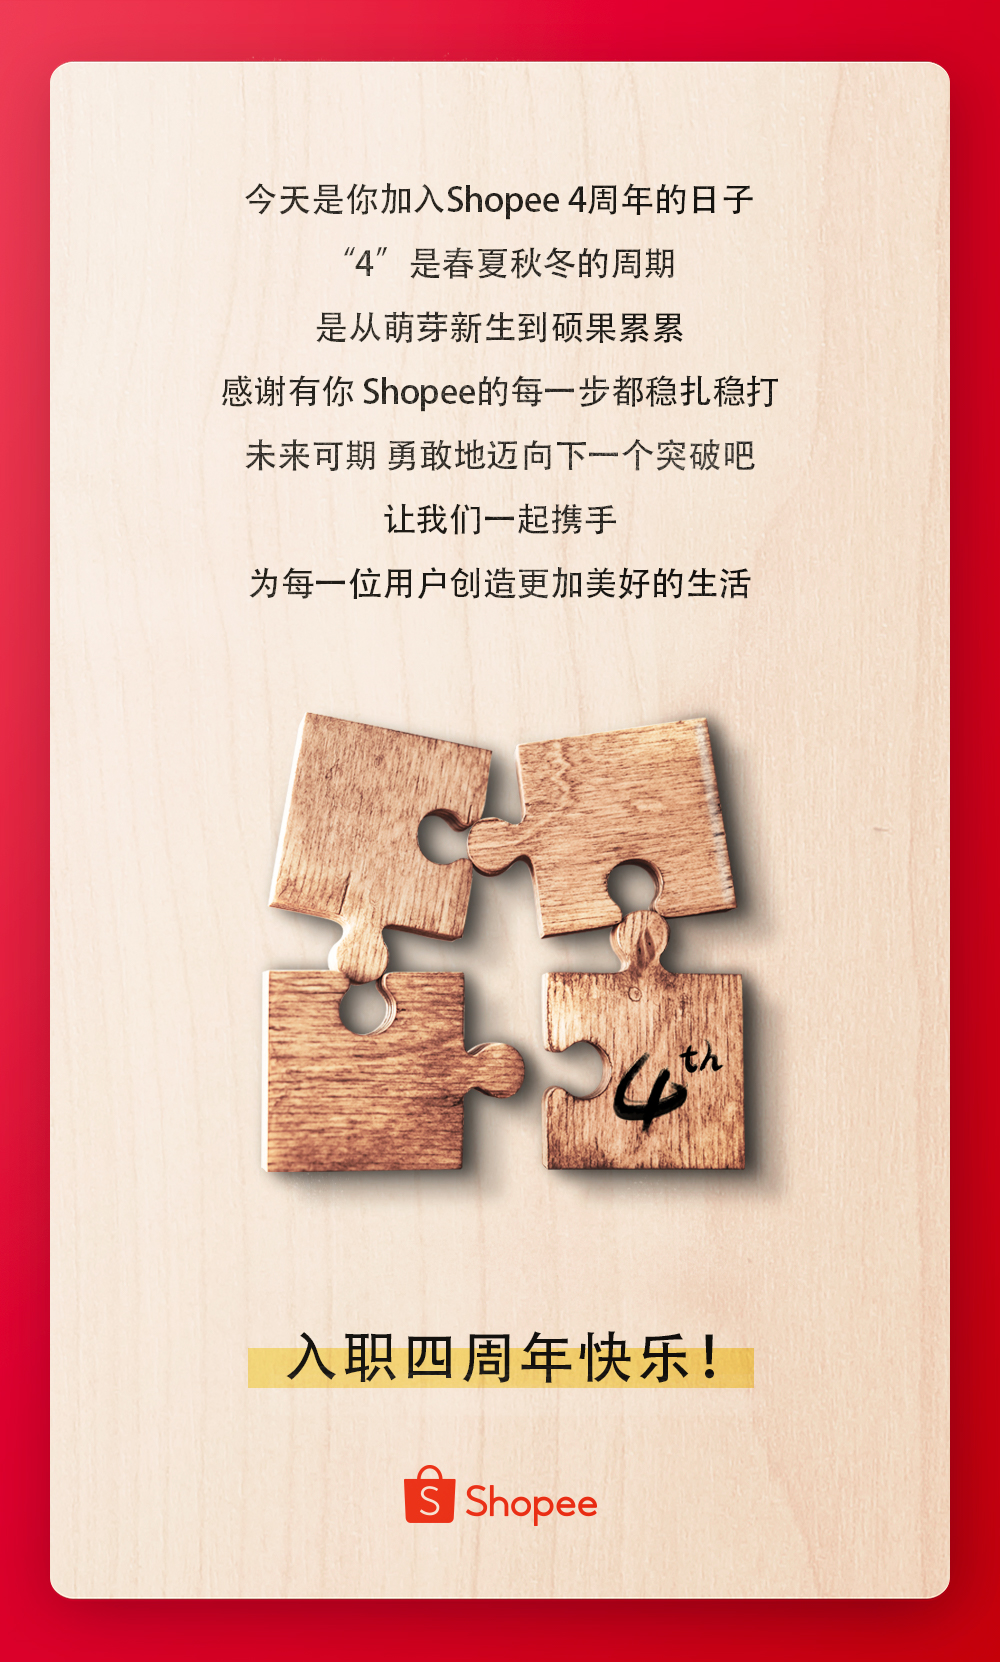 今天是你加入Shopee 4周年的日子
“4”是春夏秋冬的周期
是从萌芽新生到硕果累累
感谢有你 Shopee的每一步都稳扎稳打
未来可期 勇敢地迈向下一个突破吧
让我们一起携手
为每一位用户创造更加美好的生活
4th
入职四周年快乐！
S Shopee